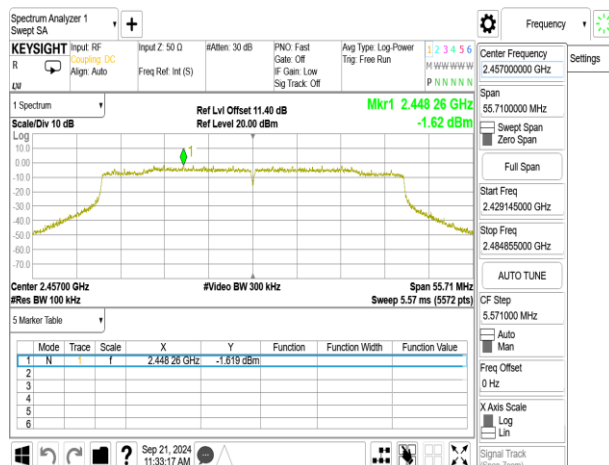 Spectrum Analyzer 1
Swept SA
Frequency
KEYSIGHT
R
Input: RF
Coupling: DC
Align: Auto
Input Z: 50 Ω
Freq Ref: Int (S)
#Atten: 30 dB
PNO: Fast
Gate: Off
IF Gain: Low
Sig Track: Off
Avg Type: Log-Power
Trig: Free Run
1 2 3 4 5 6
M W W W W W
P N N N N N
Center Frequency
2.457000000 GHz
Settings
Span
55.7100000 MHz
Swept Span
Zero Span
Full Span
Start Freq
2.429145000 GHz
Stop Freq
2.484855000 GHz
AUTO TUNE
CF Step
5.571000 MHz
Auto
Man
Freq Offset
0 Hz
X Axis Scale
Log
Lin
Signal Track
(Span Zoom)
1 Spectrum
Scale/Div 10 dB
Ref Lvl Offset 11.40 dB
Ref Level 20.00 dBm
Mkr1 2.448 26 GHz
-1.62 dBm
Log
10.0
0.00
-10.0
-20.0
-30.0
-40.0
-50.0
-60.0
-70.0
1
Center 2.45700 GHz
#Res BW 100 kHz
#Video BW 300 kHz
Span 55.71 MHz
Sweep 5.57 ms (5572 pts)
5 Marker Table
Mode Trace Scale X Y Function Function Width Function Value
1 N 1 f 2.448 26 GHz -1.619 dBm
2
3
4
5
6
?
Sep 21, 2024
11:33:17 AM